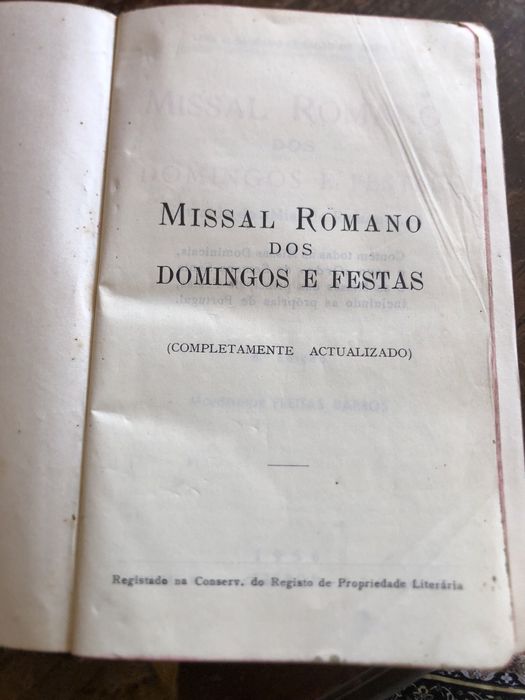 MISSAL ROMANO
DOS
DOMINGOS E FESTAS
(COMPLETAMENTE ACTUALIZADO)
Registado na Conserv. do Registo de Propriedade Literária